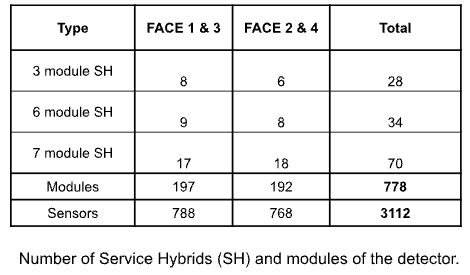 Type FACE 1 & 3 FACE 2 & 4 Total
3 module SH 8 6 28
6 module SH 9 8 34
7 module SH 17 18 70
Modules 197 192 778
Sensors 788 768 3112
Number of Service Hybrids (SH) and modules of the detector.